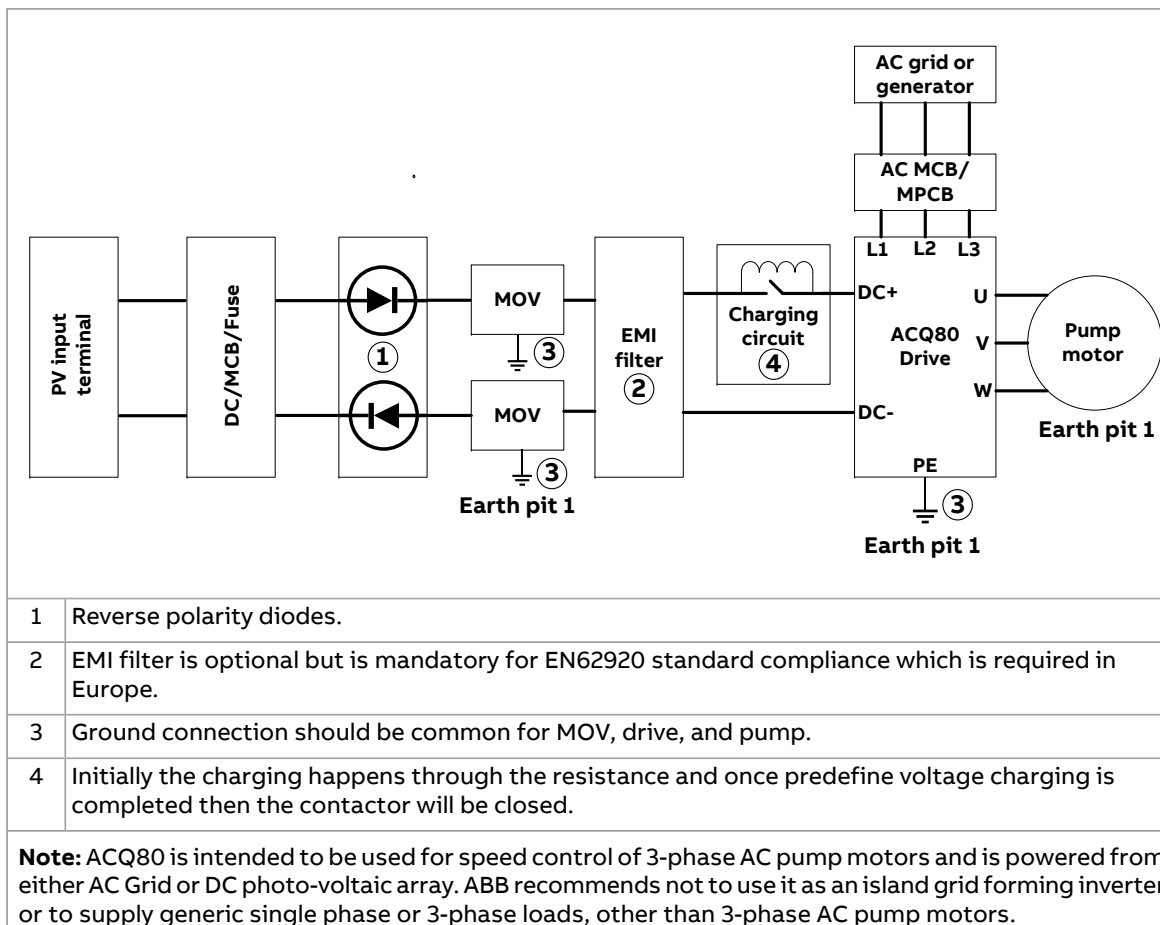 AC grid or
generator
AC MCB/
MPCB
L1 L2 L3
PV input
terminal
DC/MCB/Fuse
1
MOV
3
MOV
3
Earth pit 1
EMI
filter
2
Charging
circuit
4
DC+
DC-
ACQ80
Drive
U
V
W
PE
3
Earth pit 1
Pump
motor
Earth pit 1
1 Reverse polarity diodes.
2 EMI filter is optional but is mandatory for EN62920 standard compliance which is required in
Europe.
3 Ground connection should be common for MOV, drive, and pump.
4 Initially the charging happens through the resistance and once predefine voltage charging is
completed then the contactor will be closed.
Note: ACQ80 is intended to be used for speed control of 3-phase AC pump motors and is powered from
either AC Grid or DC photo-voltaic array. ABB recommends not to use it as an island grid forming inverter
or to supply generic single phase or 3-phase loads, other than 3-phase AC pump motors.